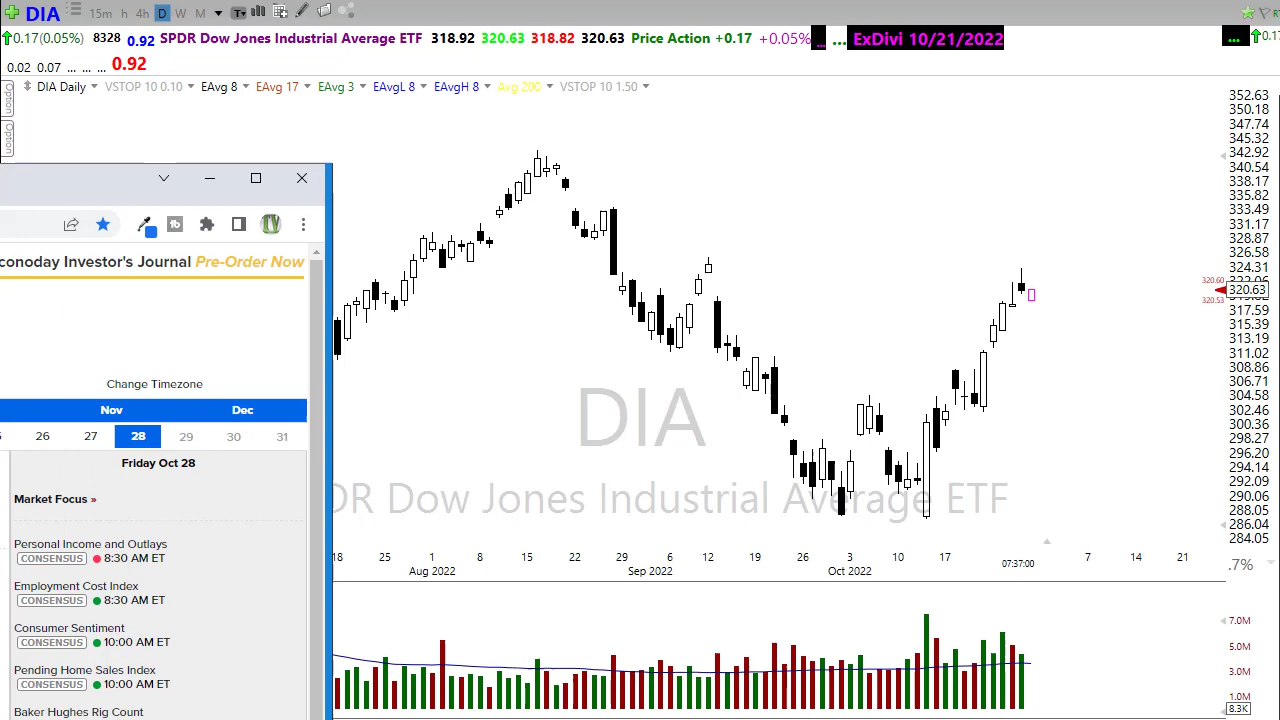 DIA 15m h 4h D W M T
0.17(0.05%) 8328 0.92 SPDR Dow Jones Industrial Average ETF 318.92 320.63 318.82 320.63 Price Action +0.17 +0.05% ... ... ExDivi 10/21/2022 ... 0.17
0.02 0.07 ... ... ... 0.92
DIA Daily VSTOP 10 0.10 EAvg 8 EAvg 17 EAvg 3 EAvgL 8 EAvgH 8 Avg 200 VSTOP 10 1.50
Option
Option
352.63
350.18
347.74
345.32
342.92
340.54
338.17
335.82
333.49
331.17
328.87
326.58
324.31
320.60
320.63
320.53
317.59
315.39
313.19
311.02
308.86
306.71
304.58
302.46
300.36
298.27
296.20
294.14
292.09
290.06
288.05
286.04
284.05
conoday Investor's Journal Pre-Order Now
Change Timezone
Nov Dec
26 27 28 29 30 31
Friday Oct 28
Market Focus »
Personal Income and Outlays
CONSENSUS 8:30 AM ET
Employment Cost Index
CONSENSUS 8:30 AM ET
Consumer Sentiment
CONSENSUS 10:00 AM ET
Pending Home Sales Index
CONSENSUS 10:00 AM ET
Baker Hughes Rig Count
DIA
DR Dow Jones Industrial Average ETF
18 25 1 8 15 22 29 6 12 19 26 3 10 17 7 14 21
Aug 2022 Sep 2022 Oct 2022 07:37:00
.7%
7.0M
5.0M
3.0M
1.0M
8.3K